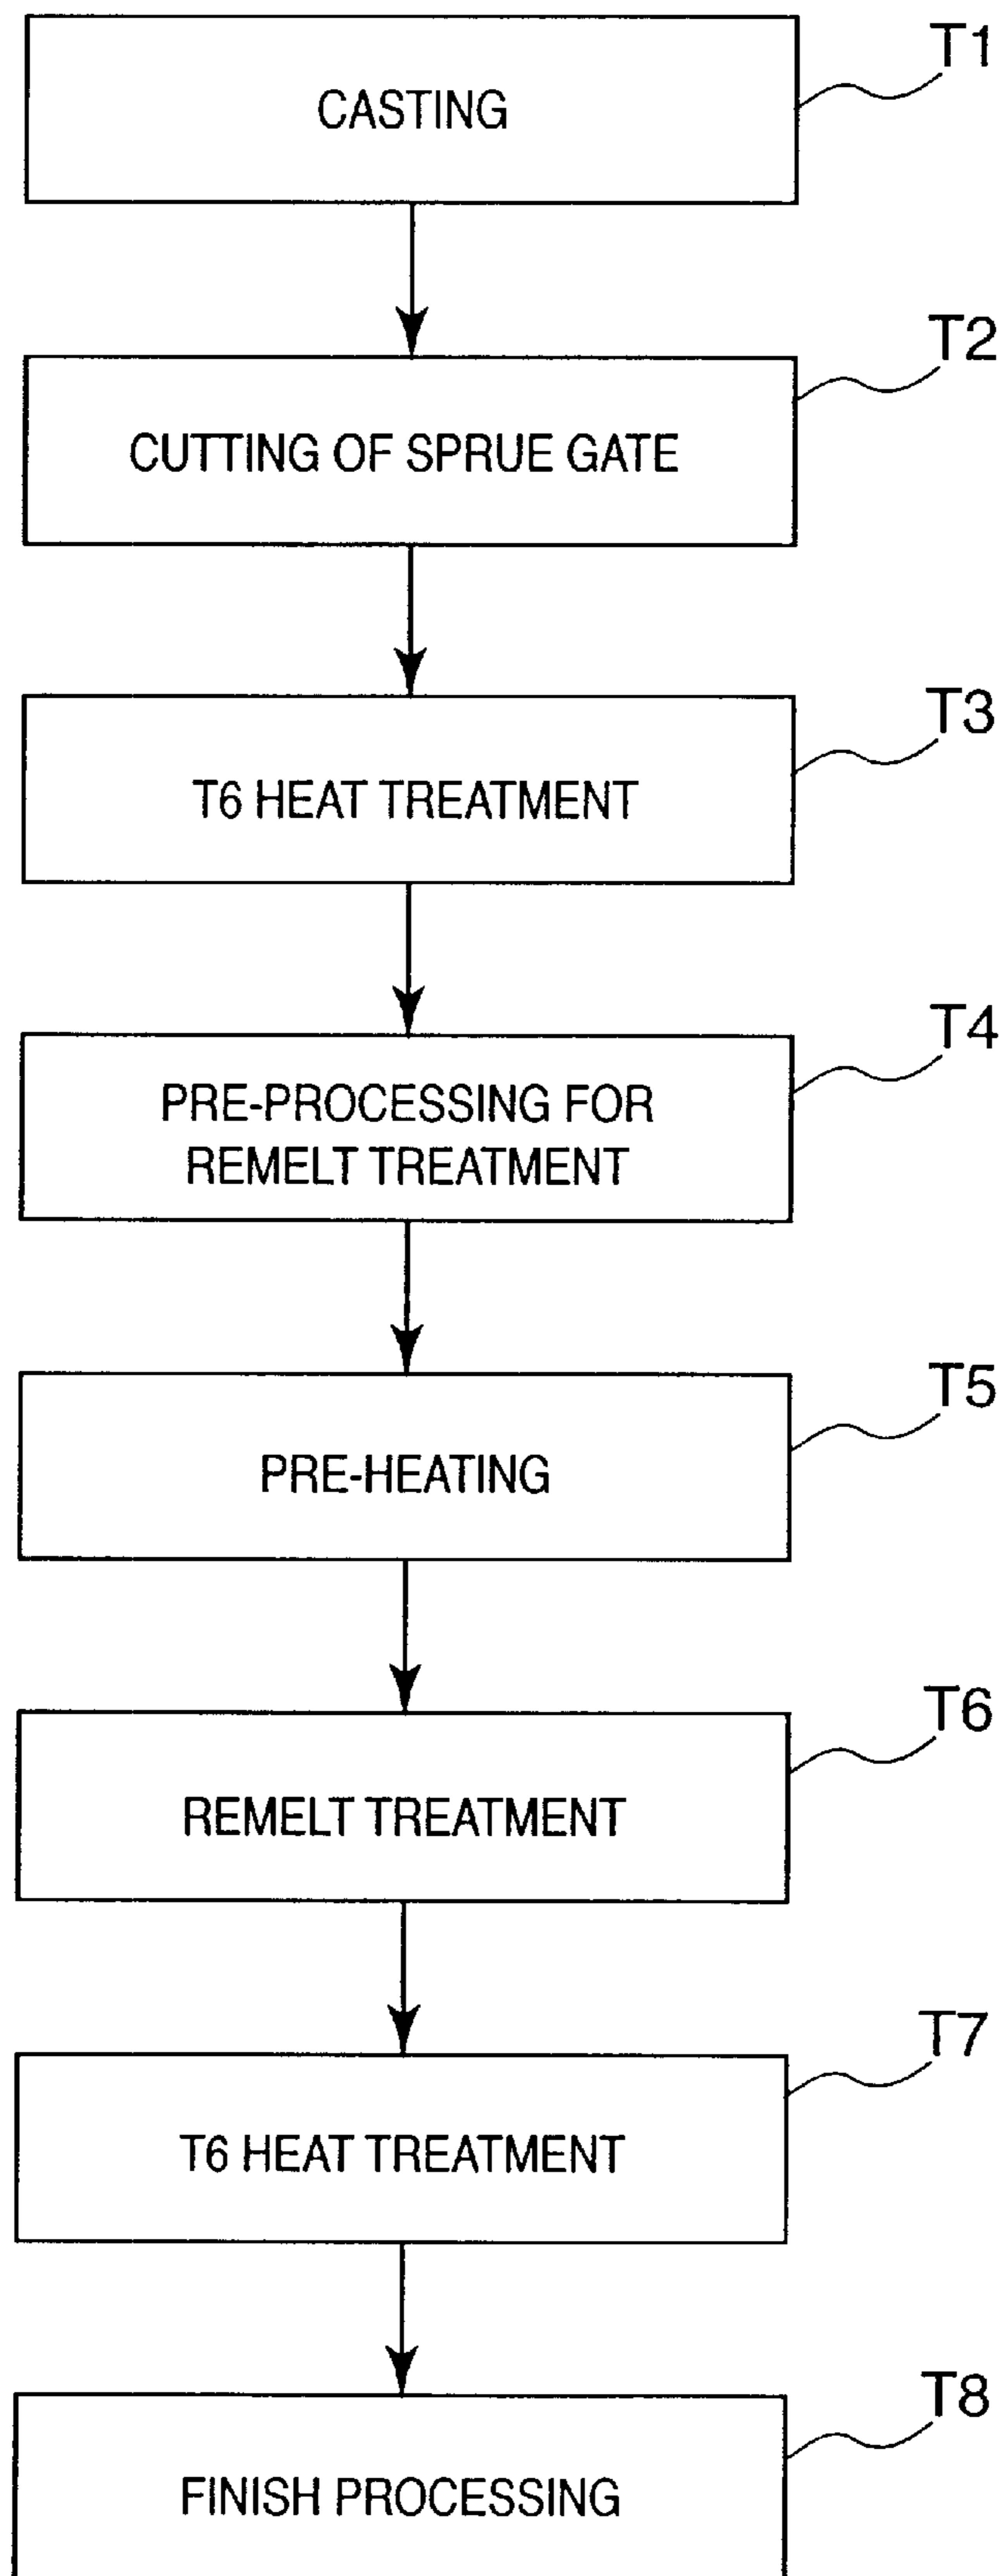 T1
CASTING
T2
CUTTING OF SPRUE GATE
T3
T6 HEAT TREATMENT
T4
PRE-PROCESSING FOR
REMELT TREATMENT
T5
PRE-HEATING
T6
REMELT TREATMENT
T7
T6 HEAT TREATMENT
T8
FINISH PROCESSING